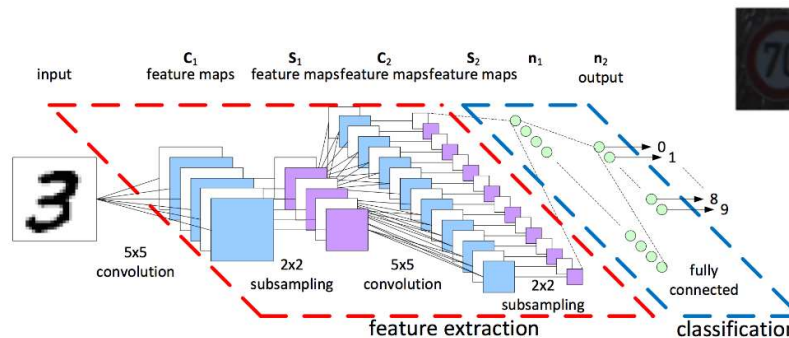 input
C1
feature maps
S1
feature maps
C2
feature maps
S2
feature maps
n1
n2
output
3
0
1
8
9
5x5
convolution
2x2
subsampling
5x5
convolution
2x2
subsampling
fully
connected
feature extraction
classification